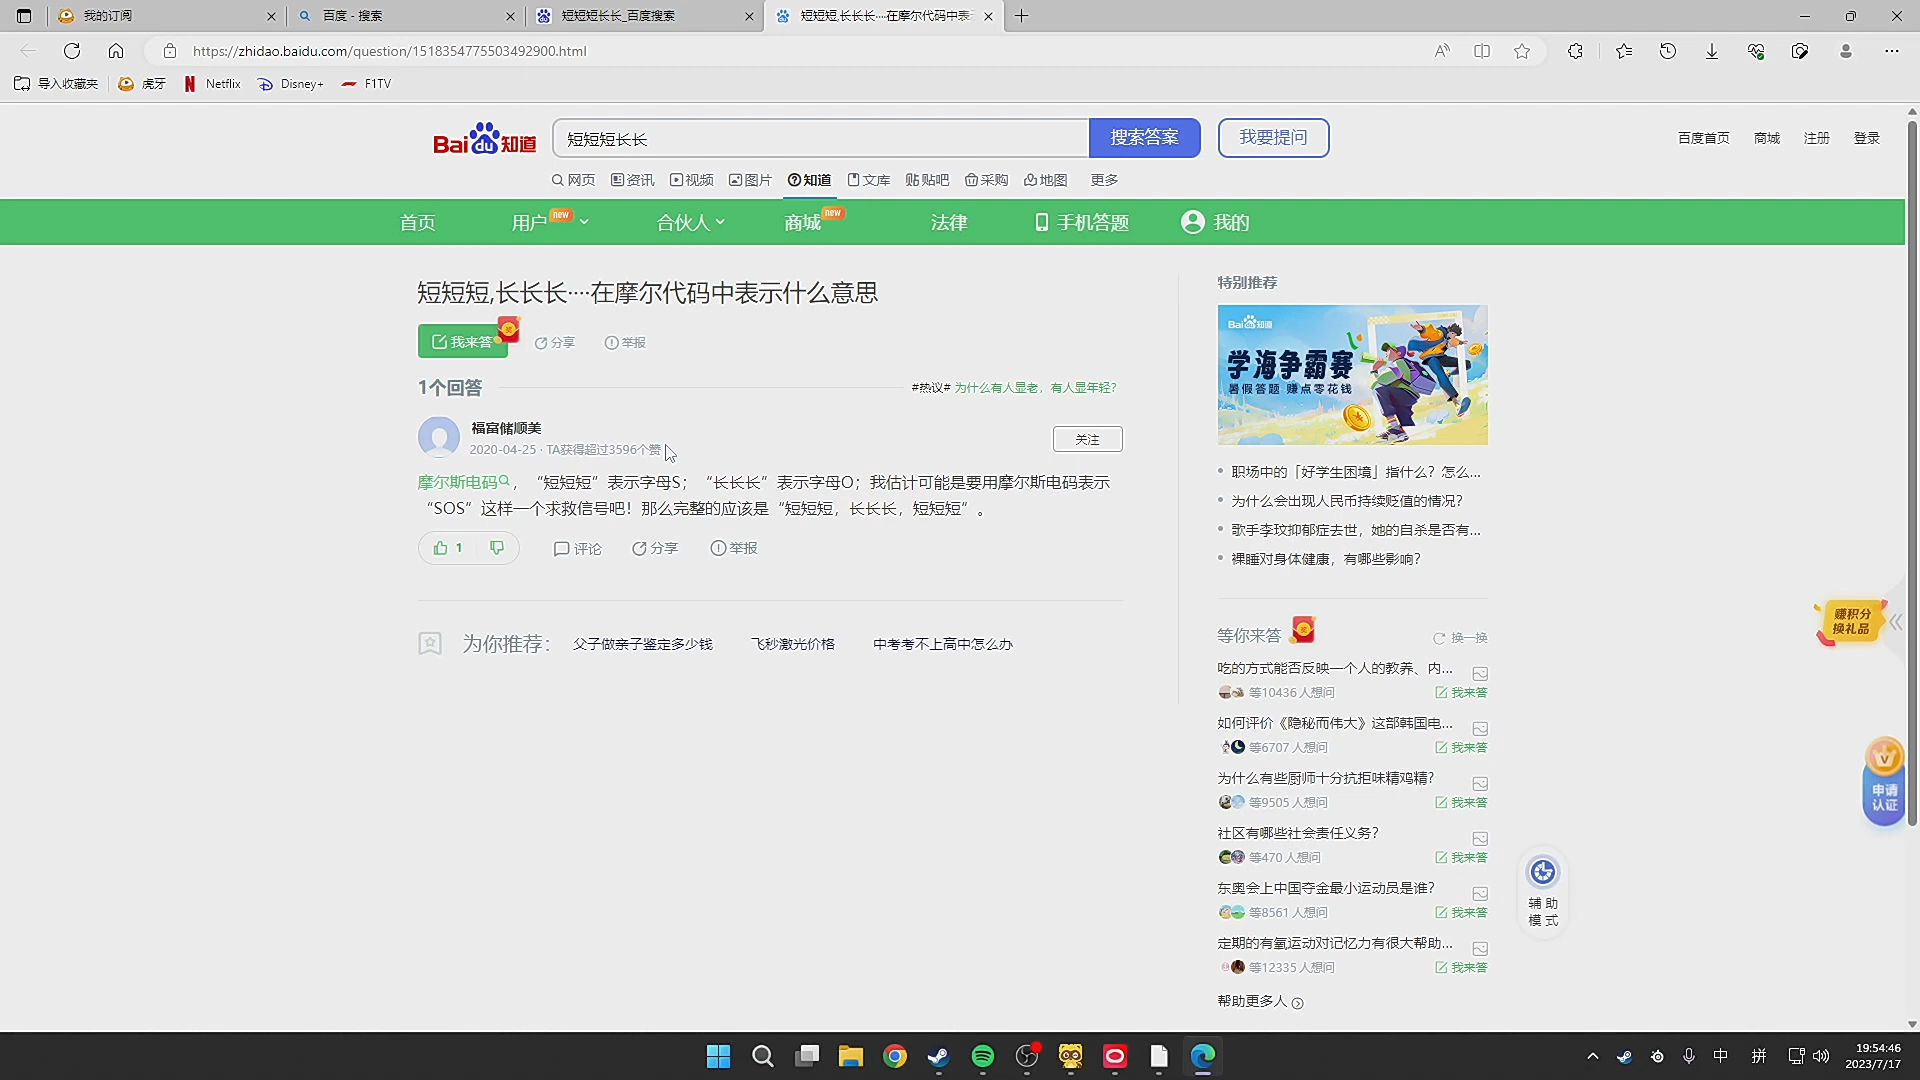 我的订阅
百度 - 搜索
短短短长长_百度搜索
短短短,长长长····在摩尔代码中表示
https://zhidao.baidu.com/question/1518354775503492900.html
导入收藏夹 虎牙 Netflix Disney+ F1TV
Bai du 知道
短短短长长
搜索答案
我要提问
百度首页 商城 注册 登录
网页 资讯 视频 图片 知道 文库 贴吧 采购 地图 更多
首页 用户 new 合伙人 商城 new 法律 手机答题 我的
短短短,长长长····在摩尔代码中表示什么意思
我来答 分享 举报
1个回答
#热议# 为什么有人显老，有人显年轻?
福富储顺美
2020-04-25 · TA获得超过3596个赞
关注
摩尔斯电码，“短短短”表示字母S；“长长长”表示字母O；我估计可能是要用摩尔斯电码表示
“SOS”这样一个求救信号吧！那么完整的应该是“短短短，长长长，短短短”。
1 评论 分享 举报
为你推荐： 父子做亲子鉴定多少钱 飞秒激光价格 中考考不上高中怎么办
特别推荐
Bai 知道
学海争霸赛
暑假答题 赚点零花钱
职场中的「好学生困境」指什么？怎么...
为什么会出现人民币持续贬值的情况?
歌手李玟抑郁症去世，她的自杀是否有...
裸睡对身体健康，有哪些影响?
等你来答 换一换
吃的方式能否反映一个人的教养、内...
等10436人想问 我来答
如何评价《隐秘而伟大》这部韩国电...
等6707人想问 我来答
为什么有些厨师十分抗拒味精鸡精?
等9505人想问 我来答
社区有哪些社会责任义务?
等470人想问 我来答
东奥会上中国夺金最小运动员是谁?
等8561人想问 我来答
定期的有氧运动对记忆力有很大帮助...
等12335人想问 我来答
帮助更多人
赚积分
换礼品
申请
认证
辅助
模式
中 拼
19:54:46
2023/7/17